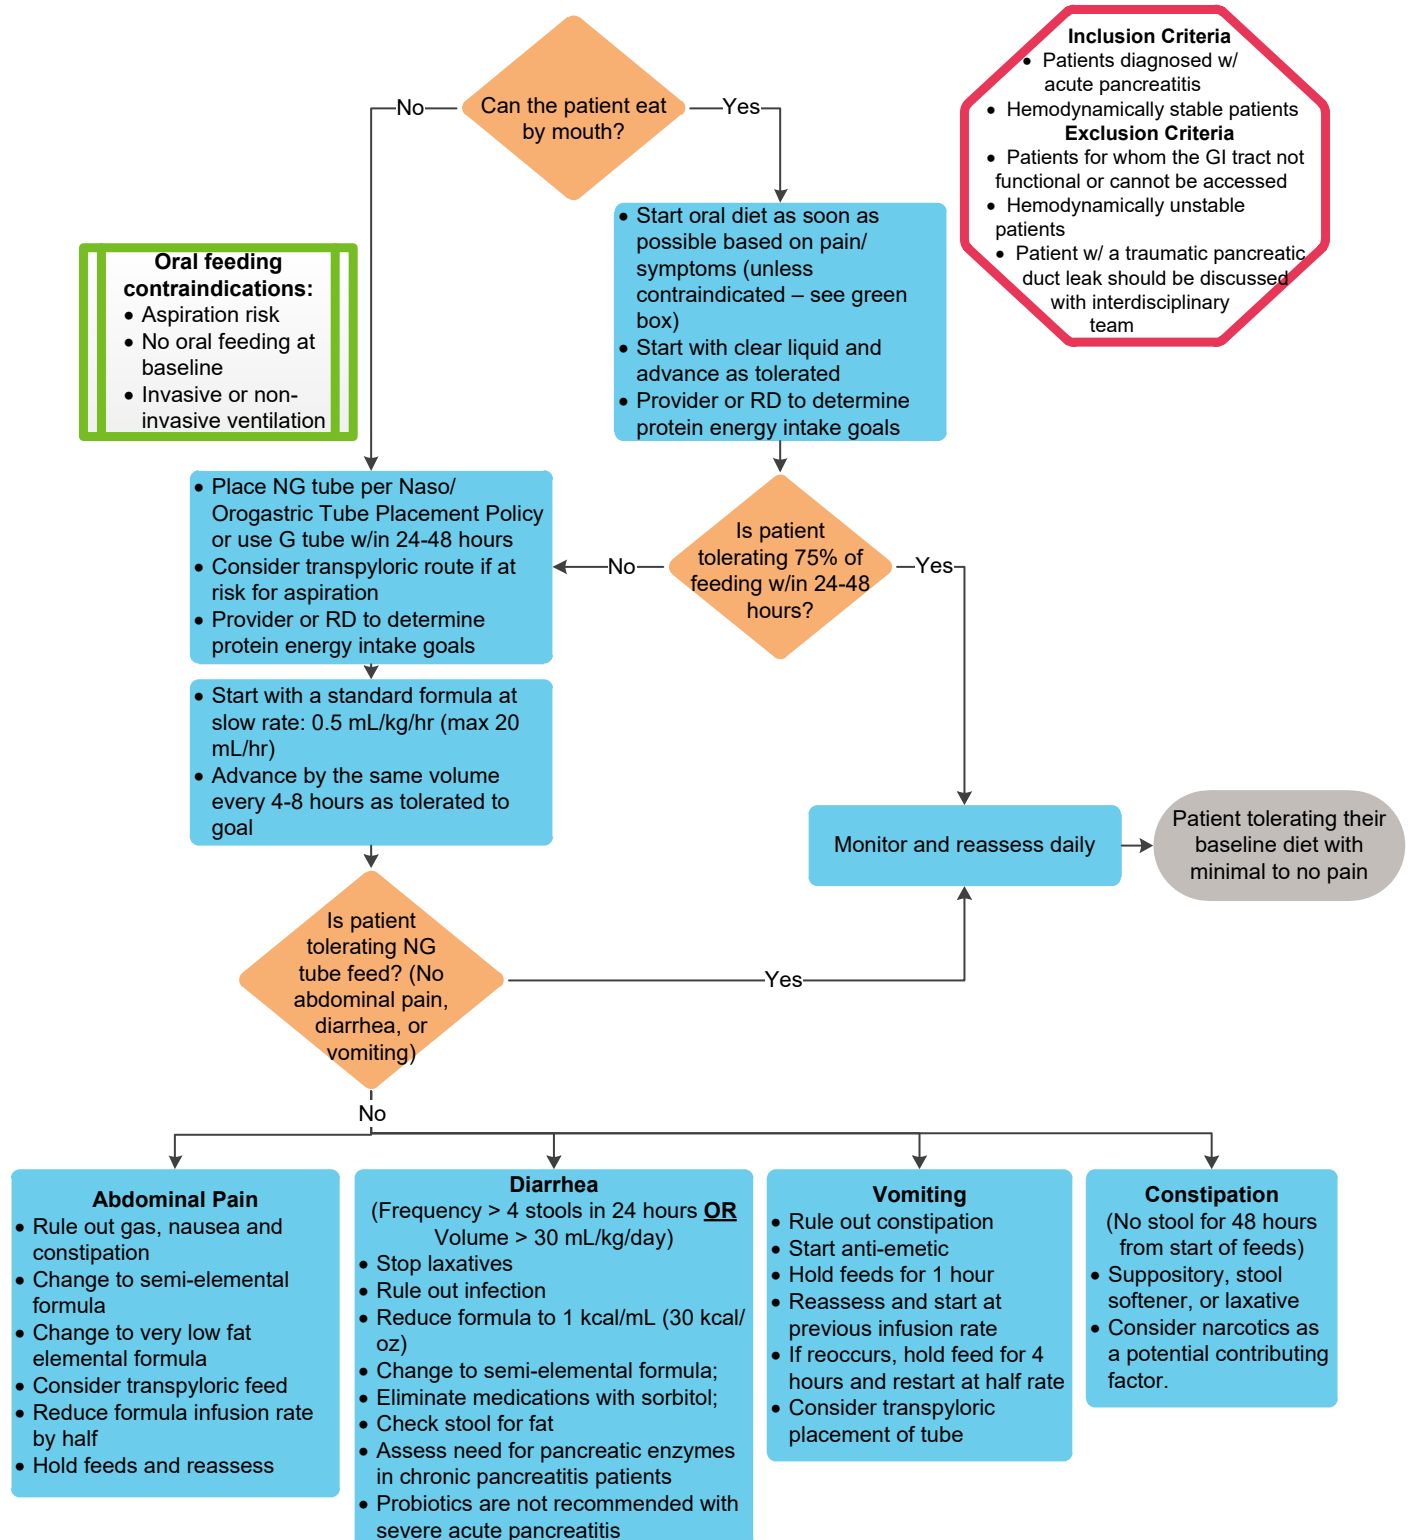 Can the patient eat
by mouth?
No
Yes
Inclusion Criteria
• Patients diagnosed w/
acute pancreatitis
• Hemodynamically stable patients
Exclusion Criteria
• Patients for whom the GI tract not
functional or cannot be accessed
• Hemodynamically unstable
patients
• Patient w/ a traumatic pancreatic
duct leak should be discussed
with interdisciplinary
team
Oral feeding
contraindications:
• Aspiration risk
• No oral feeding at
baseline
• Invasive or non-
invasive ventilation
• Start oral diet as soon as
possible based on pain/
symptoms (unless
contraindicated – see green
box)
• Start with clear liquid and
advance as tolerated
• Provider or RD to determine
protein energy intake goals
• Place NG tube per Naso/
Orogastric Tube Placement Policy
or use G tube w/in 24-48 hours
• Consider transpyloric route if at
risk for aspiration
• Provider or RD to determine
protein energy intake goals
No
Is patient
tolerating 75% of
feeding w/in 24-48
hours?
Yes
• Start with a standard formula at
slow rate: 0.5 mL/kg/hr (max 20
mL/hr)
• Advance by the same volume
every 4-8 hours as tolerated to
goal
Monitor and reassess daily
Patient tolerating their
baseline diet with
minimal to no pain
Is patient
tolerating NG
tube feed? (No
abdominal pain,
diarrhea, or
vomiting)
Yes
No
Abdominal Pain
• Rule out gas, nausea and
constipation
• Change to semi-elemental
formula
• Change to very low fat
elemental formula
• Consider transpyloric feed
• Reduce formula infusion rate
by half
• Hold feeds and reassess
Diarrhea
(Frequency > 4 stools in 24 hours OR
Volume > 30 mL/kg/day)
• Stop laxatives
• Rule out infection
• Reduce formula to 1 kcal/mL (30 kcal/
oz)
• Change to semi-elemental formula;
• Eliminate medications with sorbitol;
• Check stool for fat
• Assess need for pancreatic enzymes
in chronic pancreatitis patients
• Probiotics are not recommended with
severe acute pancreatitis
Vomiting
• Rule out constipation
• Start anti-emetic
• Hold feeds for 1 hour
• Reassess and start at
previous infusion rate
• If reoccurs, hold feed for 4
hours and restart at half rate
• Consider transpyloric
placement of tube
Constipation
(No stool for 48 hours
from start of feeds)
• Suppository, stool
softener, or laxative
• Consider narcotics as
a potential contributing
factor.